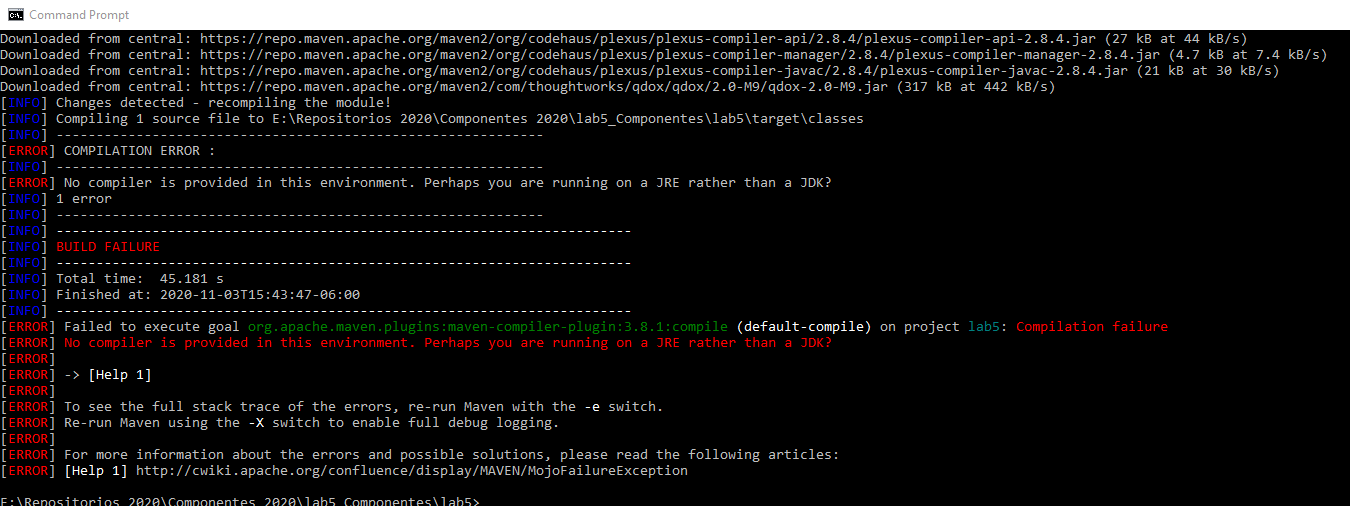 Command Prompt
Downloaded from central: https://repo.maven.apache.org/maven2/org/codehaus/plexus/plexus-compiler-api/2.8.4/plexus-compiler-api-2.8.4.jar (27 kB at 44 kB/s)
Downloaded from central: https://repo.maven.apache.org/maven2/org/codehaus/plexus/plexus-compiler-manager/2.8.4/plexus-compiler-manager-2.8.4.jar (4.7 kB at 7.4 kB/s)
Downloaded from central: https://repo.maven.apache.org/maven2/org/codehaus/plexus/plexus-compiler-javac/2.8.4/plexus-compiler-javac-2.8.4.jar (21 kB at 30 kB/s)
Downloaded from central: https://repo.maven.apache.org/maven2/com/thoughtworks/qdox/qdox/2.0-M9/qdox-2.0-M9.jar (317 kB at 442 kB/s)
[INFO] Changes detected - recompiling the module!
[INFO] Compiling 1 source file to E:\Repositorios 2020\Componentes 2020\lab5_Componentes\lab5\target\classes
[INFO] -------------------------------------------------------------
[ERROR] COMPILATION ERROR :
[INFO] -------------------------------------------------------------
[ERROR] No compiler is provided in this environment. Perhaps you are running on a JRE rather than a JDK?
[INFO] 1 error
[INFO] -------------------------------------------------------------
[INFO] ------------------------------------------------------------------------
[INFO] BUILD FAILURE
[INFO] ------------------------------------------------------------------------
[INFO] Total time:  45.181 s
[INFO] Finished at: 2020-11-03T15:43:47-06:00
[INFO] ------------------------------------------------------------------------
[ERROR] Failed to execute goal org.apache.maven.plugins:maven-compiler-plugin:3.8.1:compile (default-compile) on project lab5: Compilation failure
[ERROR] No compiler is provided in this environment. Perhaps you are running on a JRE rather than a JDK?
[ERROR]
[ERROR] -> [Help 1]
[ERROR]
[ERROR] To see the full stack trace of the errors, re-run Maven with the -e switch.
[ERROR] Re-run Maven using the -X switch to enable full debug logging.
[ERROR]
[ERROR] For more information about the errors and possible solutions, please read the following articles:
[ERROR] [Help 1] http://cwiki.apache.org/confluence/display/MAVEN/MojoFailureException
E:\Repositorios 2020\Componentes 2020\lab5_Componentes\lab5>